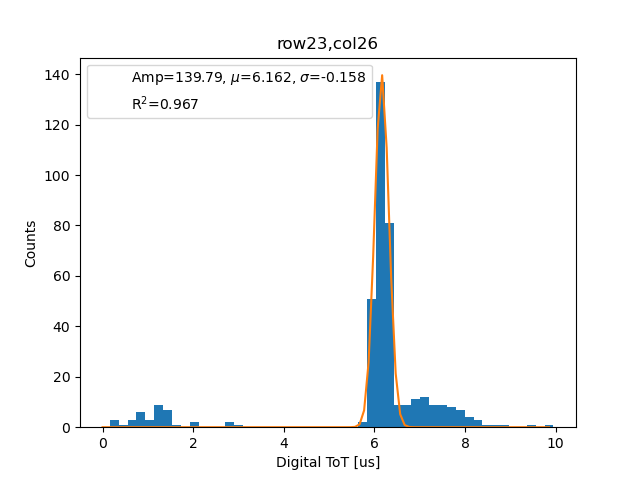 row23,col26
Amp=139.79, μ=6.162, σ=-0.158
R²=0.967
Counts
140
120
100
80
60
40
20
0
0 2 4 6 8 10
Digital ToT [us]